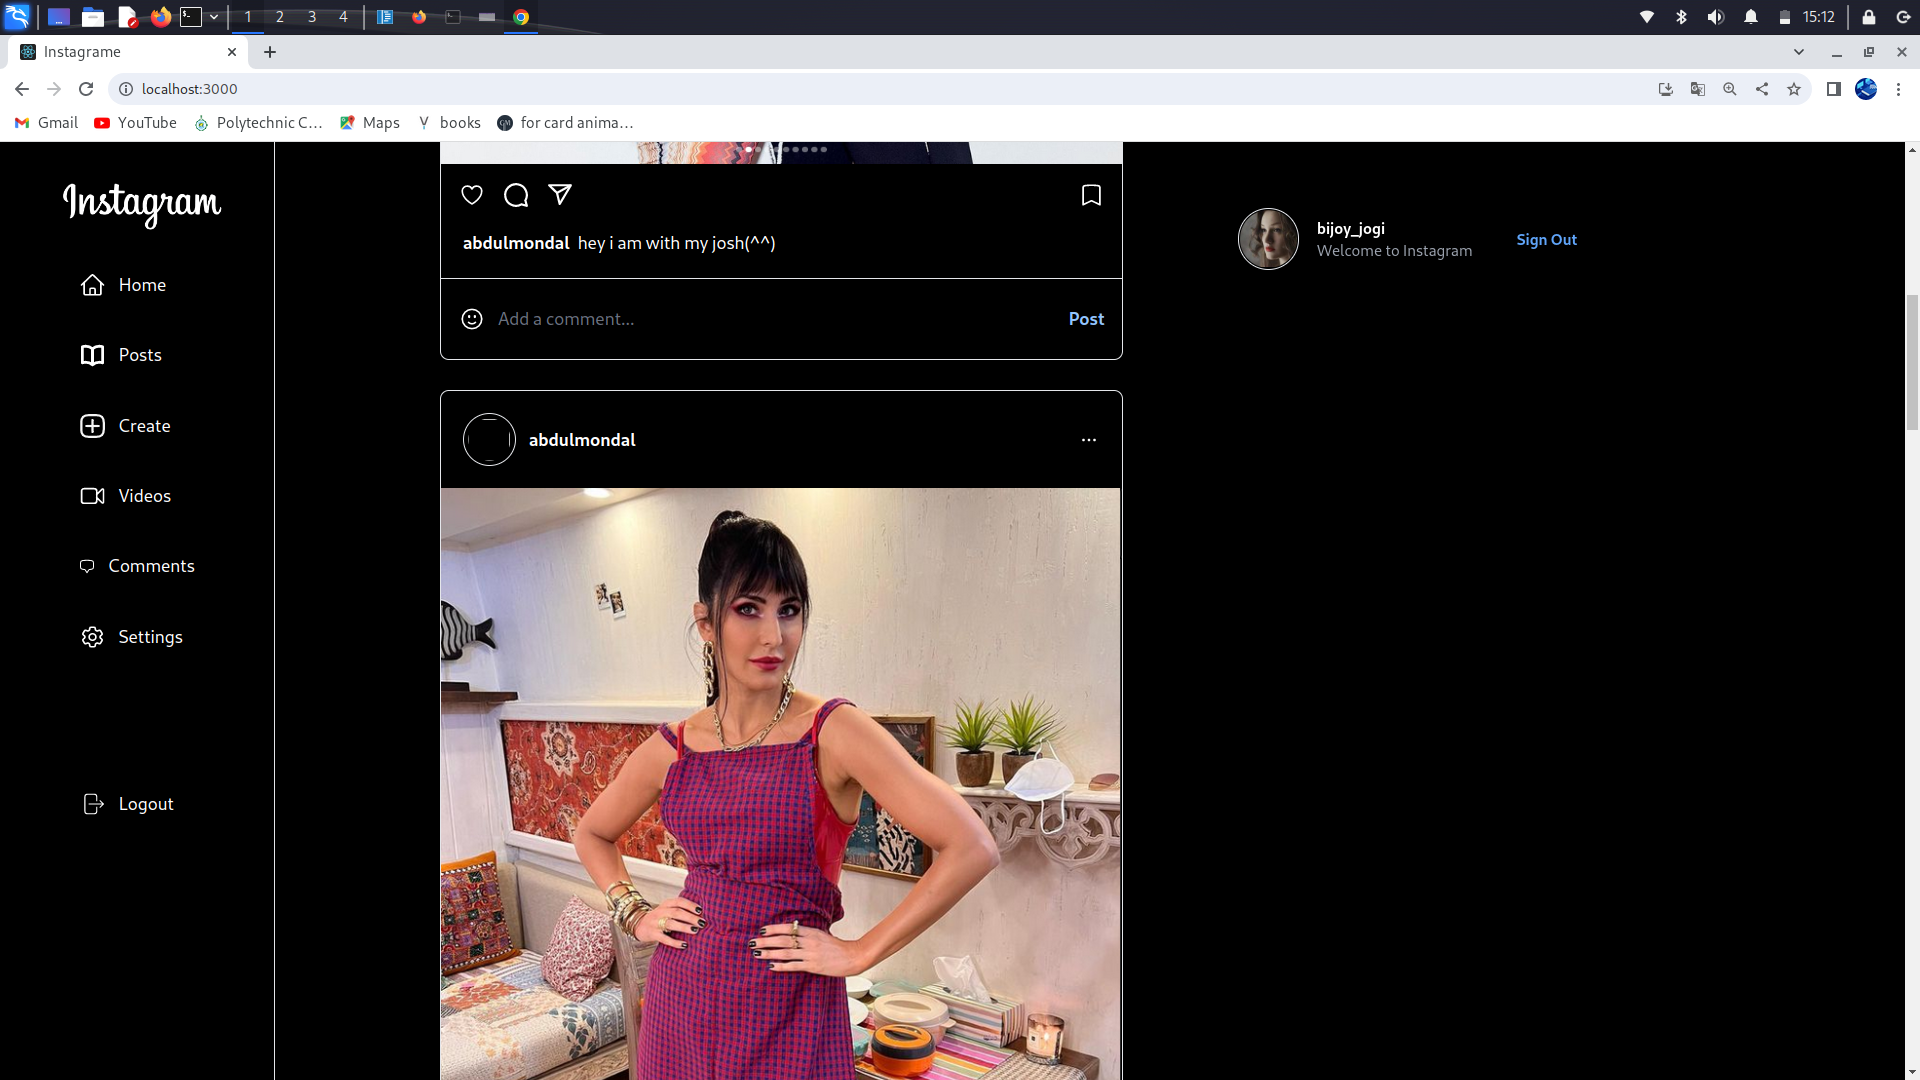 1 2 3 4 15:12
Instagrame
localhost:3000
Gmail YouTube Polytechnic C... Maps books for card anima...
Instagram
Home
Posts
Create
Videos
Comments
Settings
Logout
abdulmondal hey i am with my josh(^^)
Add a comment... Post
abdulmondal
bijoy_jogi
Welcome to Instagram
Sign Out